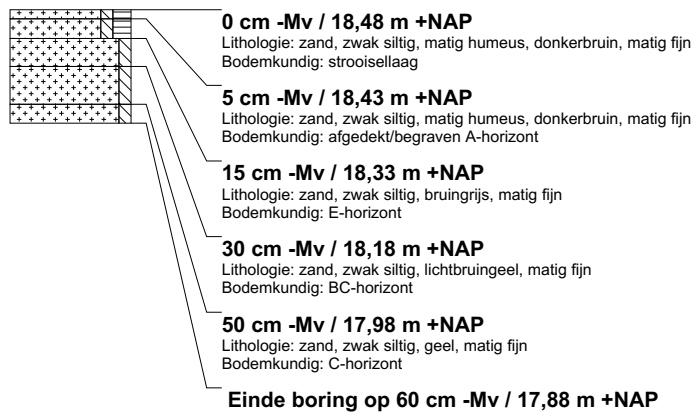 0 cm -Mv / 18,48 m +NAP
Lithologie: zand, zwak siltig, matig humeus, donkerbruin, matig fijn
Bodemkundig: strooisellaag
5 cm -Mv / 18,43 m +NAP
Lithologie: zand, zwak siltig, matig humeus, donkerbruin, matig fijn
Bodemkundig: afgedekt/begraven A-horizont
15 cm -Mv / 18,33 m +NAP
Lithologie: zand, zwak siltig, bruingrijs, matig fijn
Bodemkundig: E-horizont
30 cm -Mv / 18,18 m +NAP
Lithologie: zand, zwak siltig, lichtbruingeel, matig fijn
Bodemkundig: BC-horizont
50 cm -Mv / 17,98 m +NAP
Lithologie: zand, zwak siltig, geel, matig fijn
Bodemkundig: C-horizont
Einde boring op 60 cm -Mv / 17,88 m +NAP